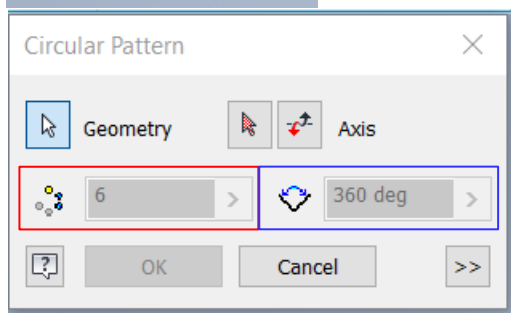 Circular Pattern
Geometry Axis
6 > 360 deg >
OK Cancel >>